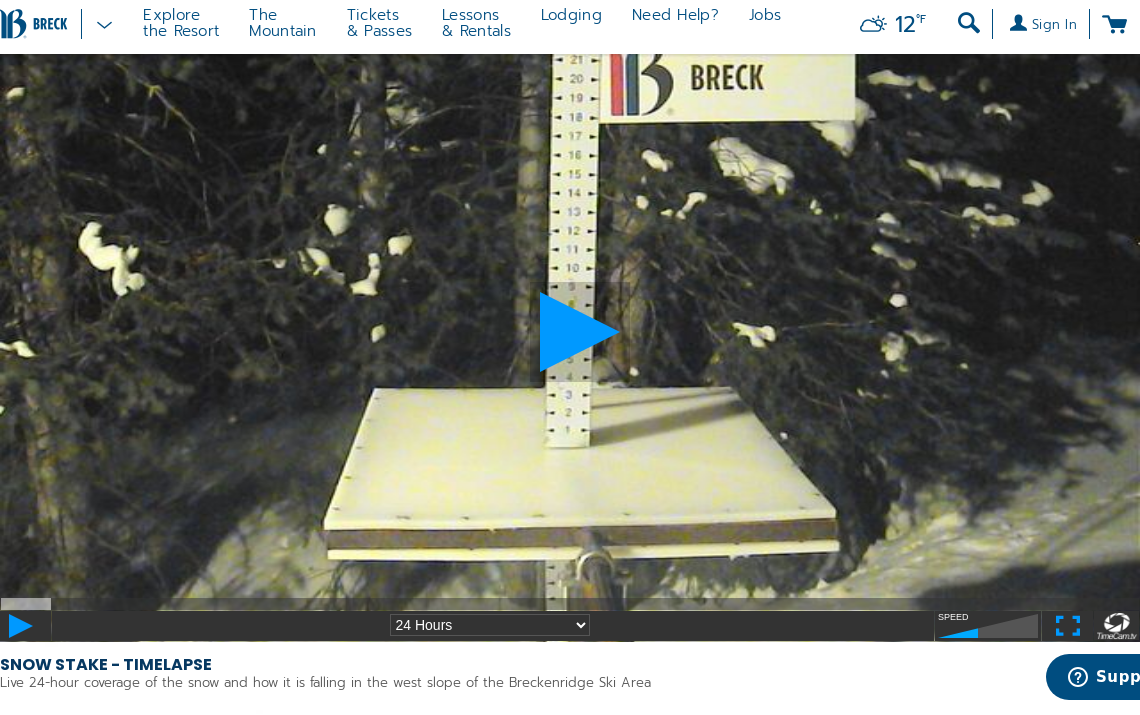 BRECK
Explore
the Resort
The
Mountain
Tickets
& Passes
Lessons
& Rentals
Lodging
Need Help?
Jobs
12°F
Sign In
21
20
19
18
17
16
15
14
13
12
11
10
9
4
3
2
1
BRECK
24 Hours
SPEED
TimeCam.tv
SNOW STAKE - TIMELAPSE
Live 24-hour coverage of the snow and how it is falling in the west slope of the Breckenridge Ski Area
Supp